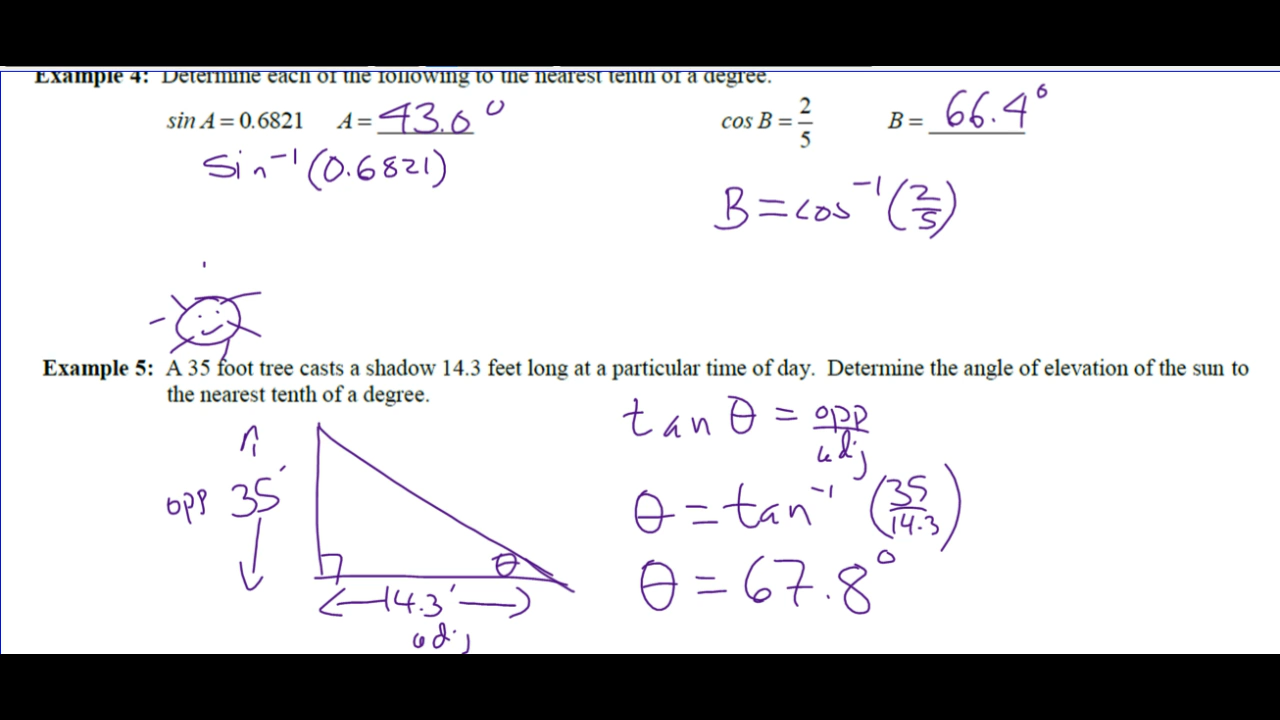 Example 4: Determine each of the following to the nearest tenth of a degree.
sin A = 0.6821 A = 43.0° cos B = 2/5 B = 66.4°
Sin⁻¹(0.6821)
B = cos⁻¹(2/5)
Example 5: A 35 foot tree casts a shadow 14.3 feet long at a particular time of day. Determine the angle of elevation of the sun to
the nearest tenth of a degree.
tan θ = opp/adj
opp 35'
θ = tan⁻¹(35/14.3)
θ
θ = 67.8°
14.3'
adj